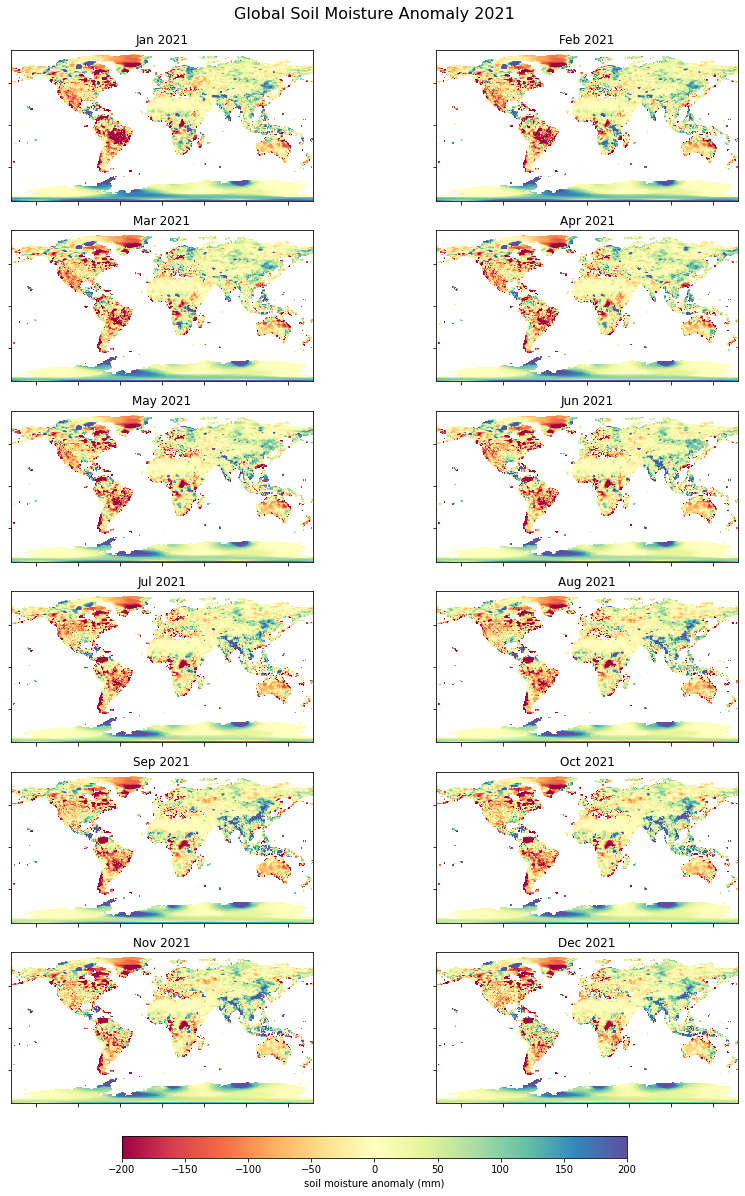 Global Soil Moisture Anomaly 2021
Jan 2021
Feb 2021
Mar 2021
Apr 2021
May 2021
Jun 2021
Jul 2021
Aug 2021
Sep 2021
Oct 2021
Nov 2021
Dec 2021
−200 −150 −100 −50 0 50 100 150 200
soil moisture anomaly (mm)